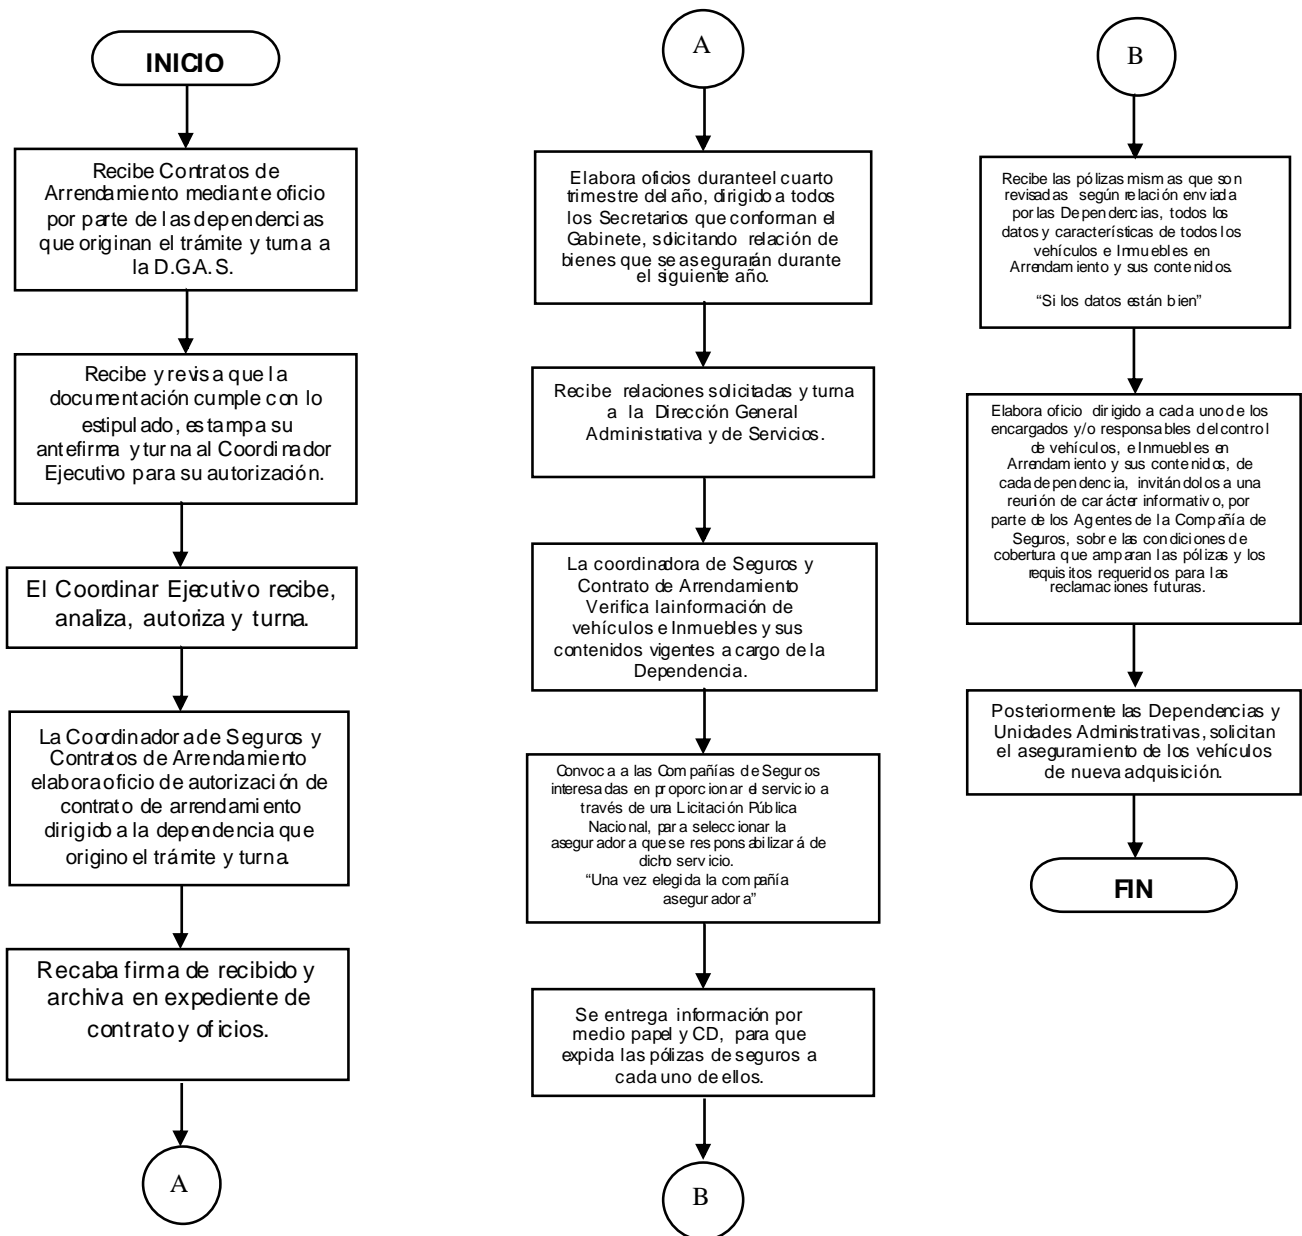 INICIO
Recibe Contratos de
Arrendamiento mediante oficio
por parte de las dependencias
que originan el trámite y turna a
la D.G.A.S.
Recibe y revisa que la
documentación cumple con lo
estipulado, estampa su
antefirma y turna al Coordinador
Ejecutivo para su autorización.
El Coordinar Ejecutivo recibe,
analiza, autoriza y turna.
La Coordinadora de Seguros y
Contratos de Arrendamiento
elabora oficio de autorización de
contrato de arrendamiento
dirigido a la dependencia que
origino el trámite y turna.
Recaba firma de recibido y
archiva en expediente de
contrato y oficios.
A
A
Elabora oficios durante el cuarto
trimestre del año, dirigido a todos
los Secretarios que conforman el
Gabinete, solicitando relación de
bienes que se asegurarán durante
el siguiente año.
Recibe relaciones solicitadas y turna
a la Dirección General
Administrativa y de Servicios.
La coordinadora de Seguros y
Contrato de Arrendamiento
Verifica la información de
vehículos e Inmuebles y sus
contenidos vigentes a cargo de la
Dependencia.
Convoca a las Compañías de Seguros
interesadas en proporcionar el servicio a
través de una Licitación Pública
Nacional, para seleccionar la
aseguradora que se responsabilizará de
dicho servicio.
“Una vez elegida la compañía
aseguradora”
Se entrega información por
medio papel y CD, para que
expida las pólizas de seguros a
cada uno de ellos.
B
B
Recibe las pólizas mismas que son
revisadas según relación enviada
por las Dependencias, todos los
datos y características de todos los
vehículos e Inmuebles en
Arrendamiento y sus contenidos.
“Si los datos están bien”
Elabora oficio dirigido a cada uno de los
encargados y/o responsables del control
de vehículos, e Inmuebles en
Arrendamiento y sus contenidos, de
cada dependencia, invitándolos a una
reunión de carácter informativo, por
parte de los Agentes de la Compañía de
Seguros, sobre las condiciones de
cobertura que amparan las pólizas y los
requisitos requeridos para las
reclamaciones futuras.
Posteriormente las Dependencias y
Unidades Administrativas, solicitan
el aseguramiento de los vehículos
de nueva adquisición.
FIN